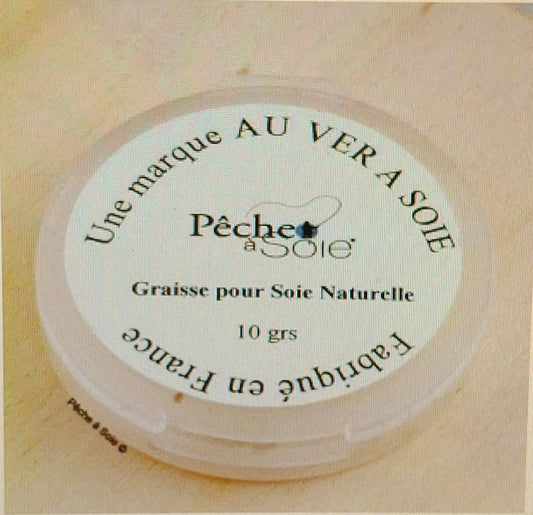 Une marque AU VER A SOIE
Pêche
à Soie
Graisse pour Soie Naturelle
10 grs
Fabriqué en France
Pêche à Soie ©